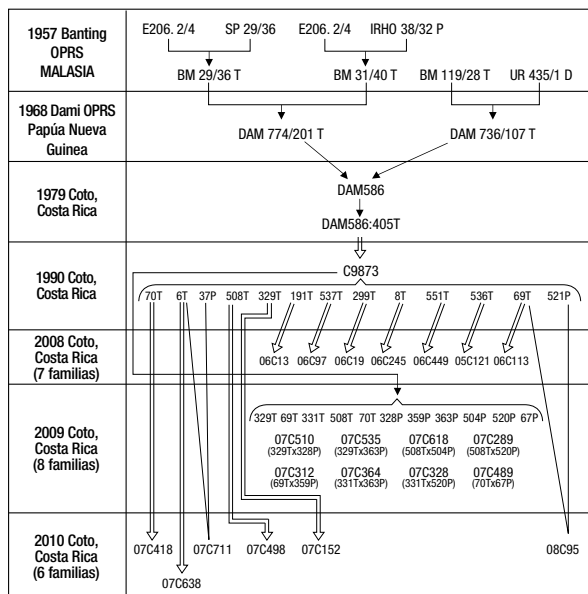 1957 Banting
OPRS
MALASIA
E206. 2/4 SP 29/36 E206. 2/4 IRHO 38/32 P
BM 29/36 T BM 31/40 T BM 119/28 T UR 435/1 D
1968 Dami OPRS
Papúa Nueva
Guinea
DAM 774/201 T DAM 736/107 T
1979 Coto,
Costa Rica
DAM586
DAM586:405T
1990 Coto,
Costa Rica
C9873
70T 6T 37P 508T 329T 191T 537T 299T 8T 551T 536T 69T 521P
2008 Coto,
Costa Rica
(7 familias)
06C13 06C97 06C19 06C245 06C449 05C121 06C113
2009 Coto,
Costa Rica
(8 familias)
329T 69T 331T 508T 70T 328P 359P 363P 504P 520P 67P
07C510 07C535 07C618 07C289
(329Tx328P) (329Tx363P) (508Tx504P) (508Tx520P)
07C312 07C364 07C328 07C489
(69Tx359P) (331Tx363P) (331Tx520P) (70Tx67P)
2010 Coto,
Costa Rica
(6 familias)
07C418 07C711 07C498 07C152 08C95
07C638